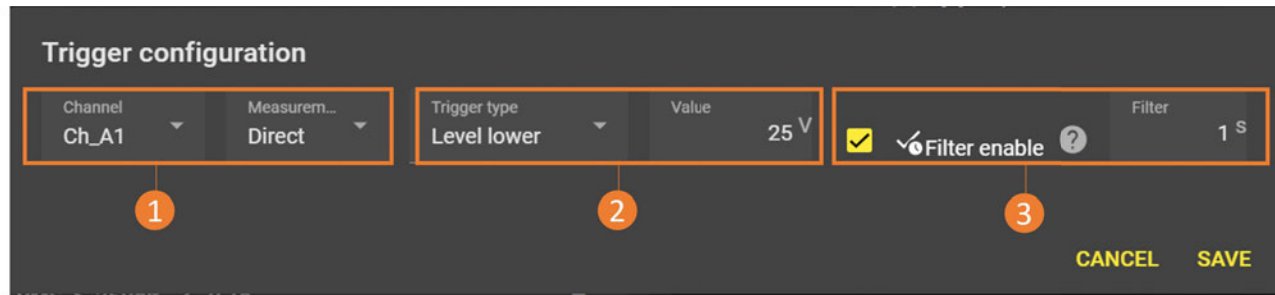 Trigger configuration
Channel
Ch_A1
Measurem...
Direct
Trigger type
Level lower
Value
25 V
Filter enable
?
Filter
1 s
1
2
3
CANCEL
SAVE